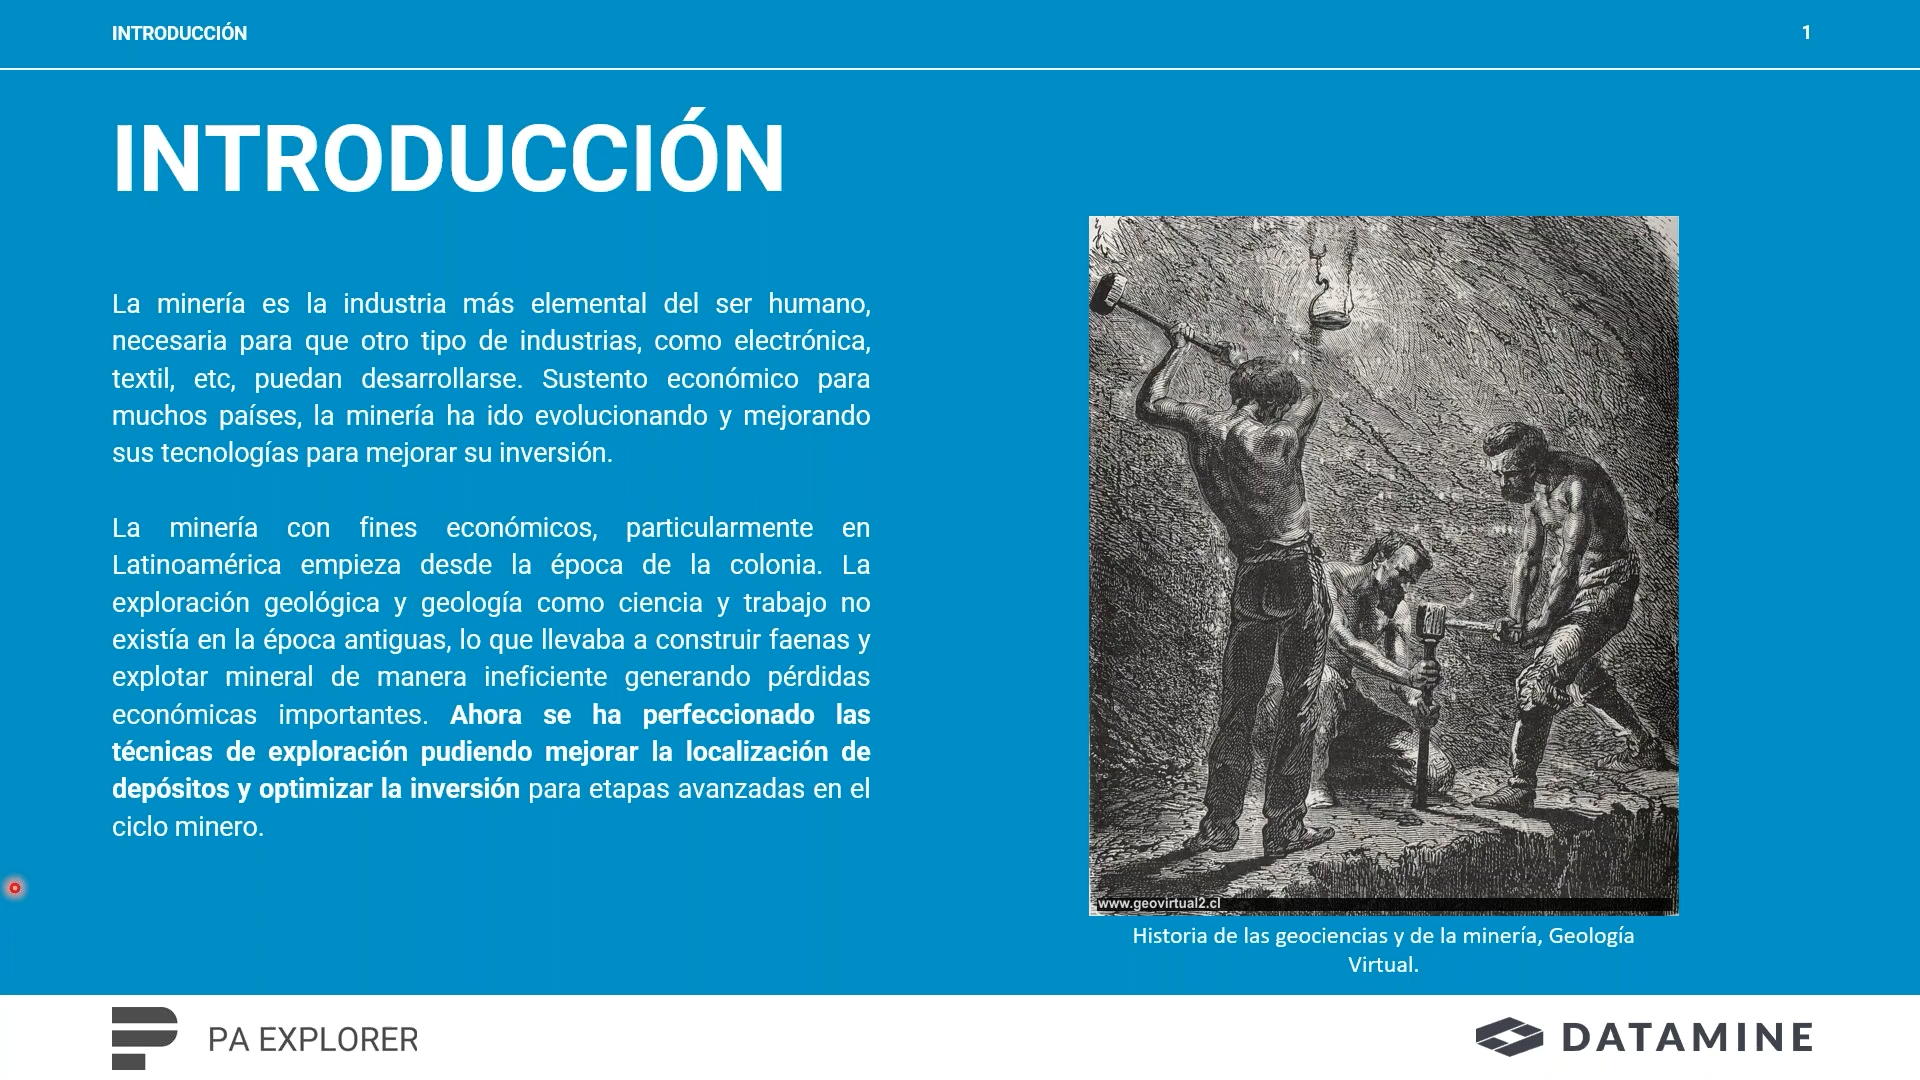 INTRODUCCIÓN
1
INTRODUCCIÓN
La minería es la industria más elemental del ser humano,
necesaria para que otro tipo de industrias, como electrónica,
textil, etc, puedan desarrollarse. Sustento económico para
muchos países, la minería ha ido evolucionando y mejorando
sus tecnologías para mejorar su inversión.
La minería con fines económicos, particularmente en
Latinoamérica empieza desde la época de la colonia. La
exploración geológica y geología como ciencia y trabajo no
existía en la época antiguas, lo que llevaba a construir faenas y
explotar mineral de manera ineficiente generando pérdidas
económicas importantes. Ahora se ha perfeccionado las
técnicas de exploración pudiendo mejorar la localización de
depósitos y optimizar la inversión para etapas avanzadas en el
ciclo minero.
www.geovirtual2.cl
Historia de las geociencias y de la minería, Geología
Virtual.
PA EXPLORER
DATAMINE